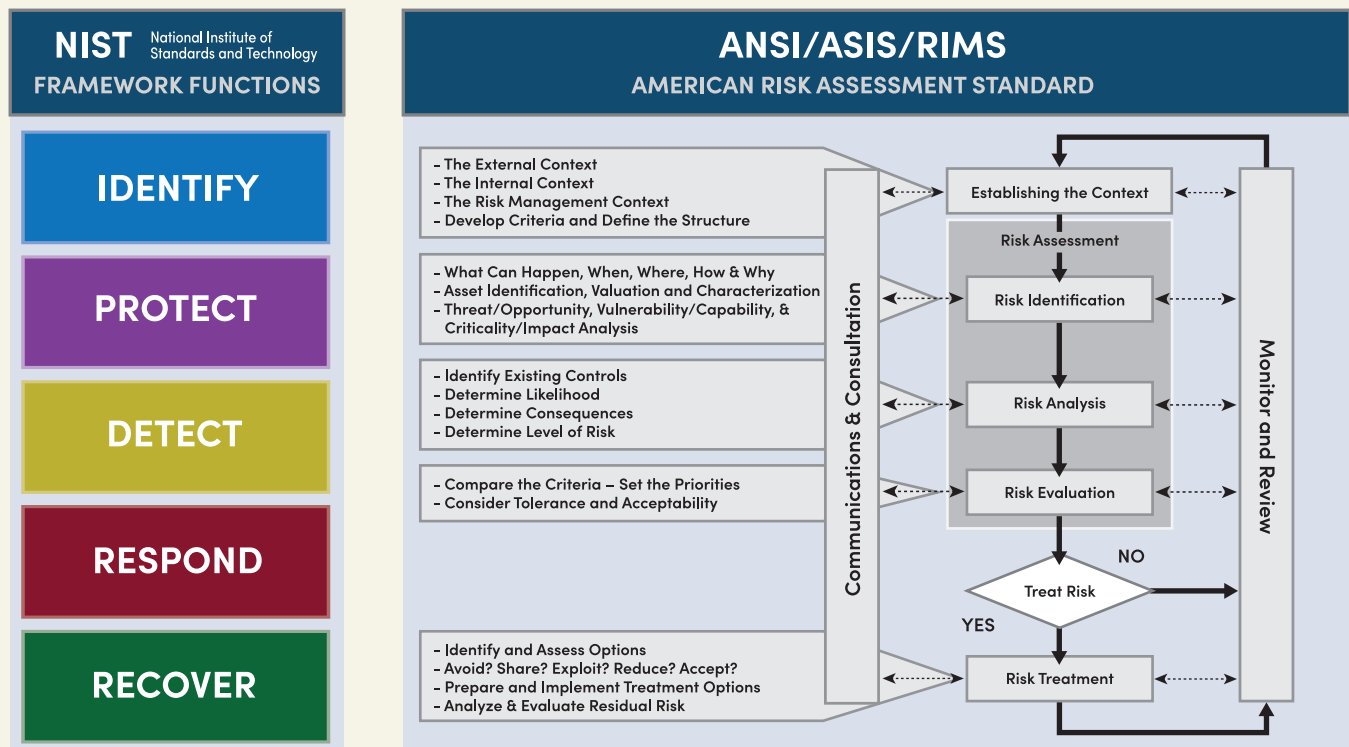 NIST National Institute of
Standards and Technology
FRAMEWORK FUNCTIONS
IDENTIFY
PROTECT
DETECT
RESPOND
RECOVER
ANSI/ASIS/RIMS
AMERICAN RISK ASSESSMENT STANDARD
- The External Context
- The Internal Context
- The Risk Management Context
- Develop Criteria and Define the Structure
- What Can Happen, When, Where, How & Why
- Asset Identification, Valuation and Characterization
- Threat/Opportunity, Vulnerability/Capability, &
Criticality/Impact Analysis
- Identify Existing Controls
- Determine Likelihood
- Determine Consequences
- Determine Level of Risk
- Compare the Criteria – Set the Priorities
- Consider Tolerance and Acceptability
- Identify and Assess Options
- Avoid? Share? Exploit? Reduce? Accept?
- Prepare and Implement Treatment Options
- Analyze & Evaluate Residual Risk
Communications & Consultation
Establishing the Context
Risk Assessment
Risk Identification
Risk Analysis
Risk Evaluation
Treat Risk
NO
YES
Risk Treatment
Monitor and Review